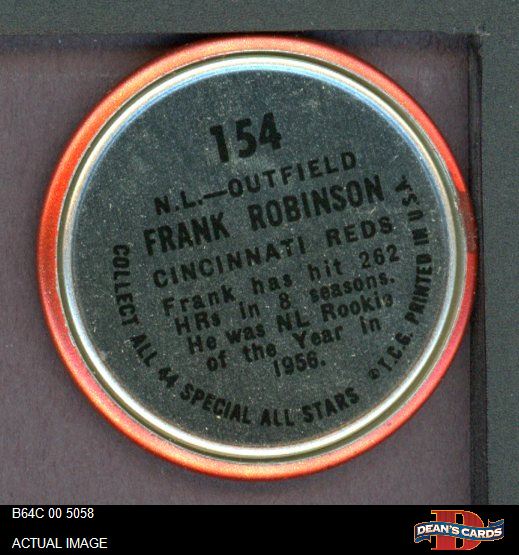 154
N.L.—OUTFIELD
FRANK ROBINSON
CINCINNATI REDS
Frank has hit 262
HRs in 8 seasons.
He was NL Rookie
of the Year in
1956.
COLLECT ALL 44 SPECIAL ALL STARS ©T.C.G. PRINTED IN U.S.A.
B64C 00 5058
ACTUAL IMAGE
D
DEAN'S CARDS